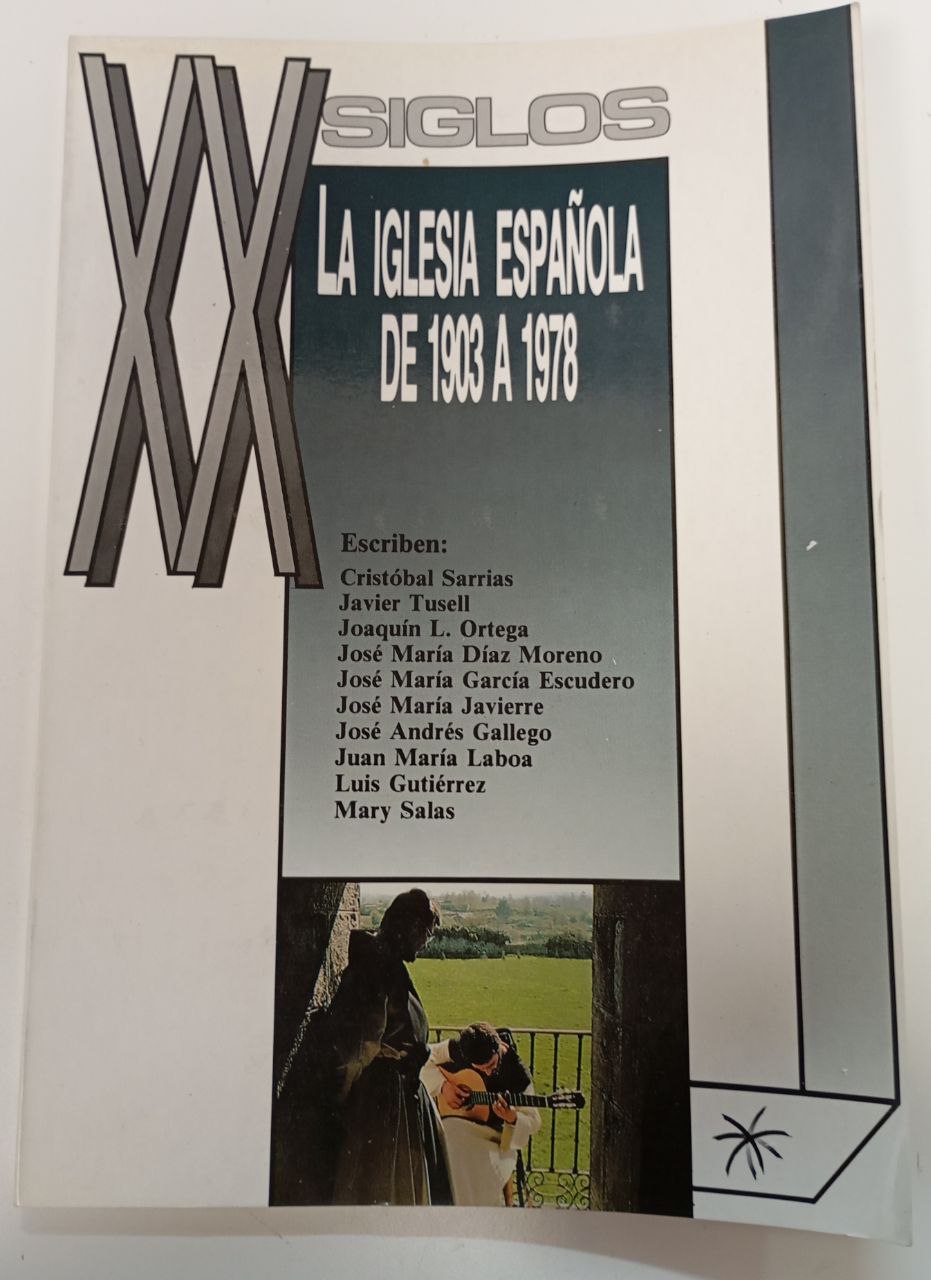 XX SIGLOS
LA IGLESIA ESPAÑOLA
DE 1903 A 1978
Escriben:
Cristóbal Sarrias
Javier Tusell
Joaquín L. Ortega
José María Díaz Moreno
José María García Escudero
José María Javierre
José Andrés Gallego
Juan María Laboa
Luis Gutiérrez
Mary Salas